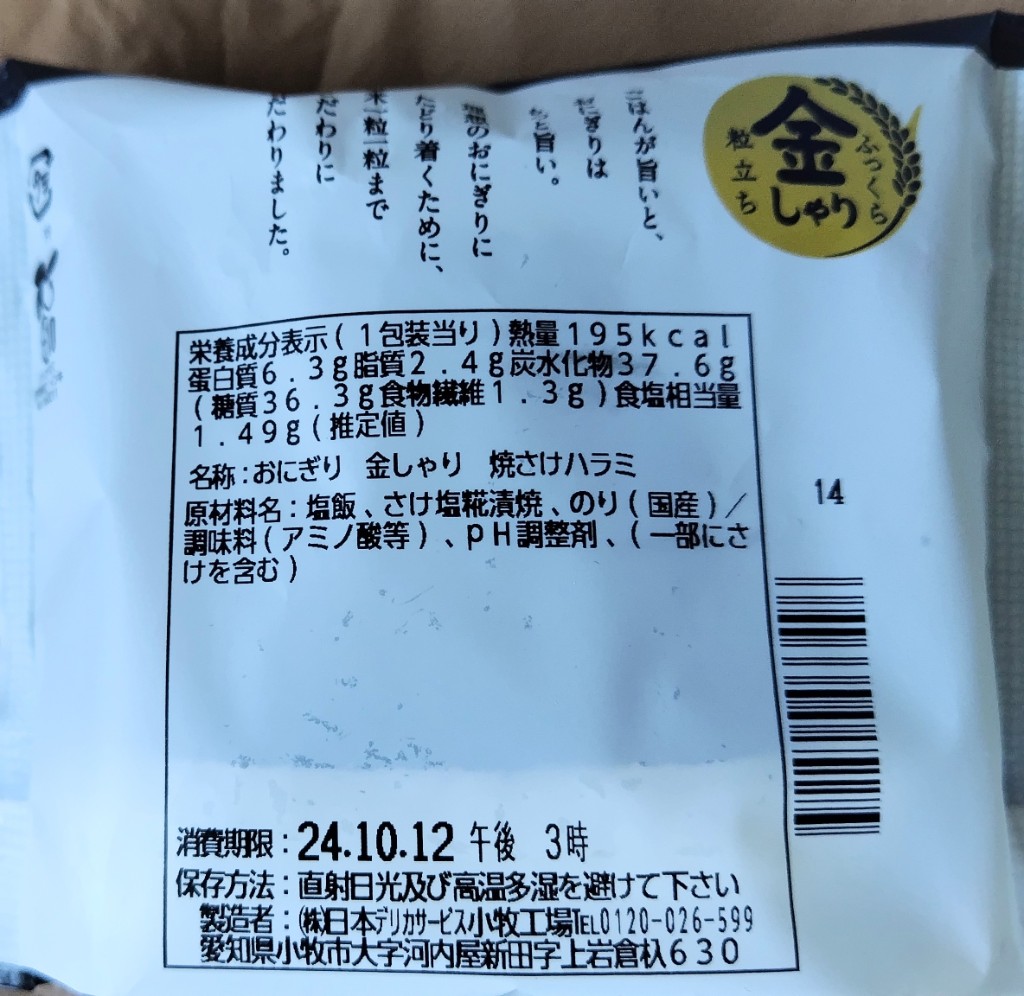 金しゃり
ふっくら
粒立ち
ごはんが旨いと、
おにぎりは
もっと旨い。
理想のおにぎりに
たどり着くために、
米一粒一粒まで
こだわりに
こだわりました。
栄養成分表示(1包装当り)熱量195kcal
蛋白質6.3g脂質2.4g炭水化物37.6g
(糖質36.3g食物繊維1.3g)食塩相当量
1.49g(推定値)
名称:おにぎり 金しゃり 焼さけハラミ
原材料名:塩飯、さけ塩糀漬焼、のり(国産)/
調味料(アミノ酸等)、pH調整剤、(一部にさ
けを含む)
14
消費期限:24.10.12 午後 3時
保存方法:直射日光及び高温多湿を避けて下さい
製造者:(株)日本デリカサービス小牧工場TEL0120-026-599
愛知県小牧市大字河内屋新田字上岩倉杁630